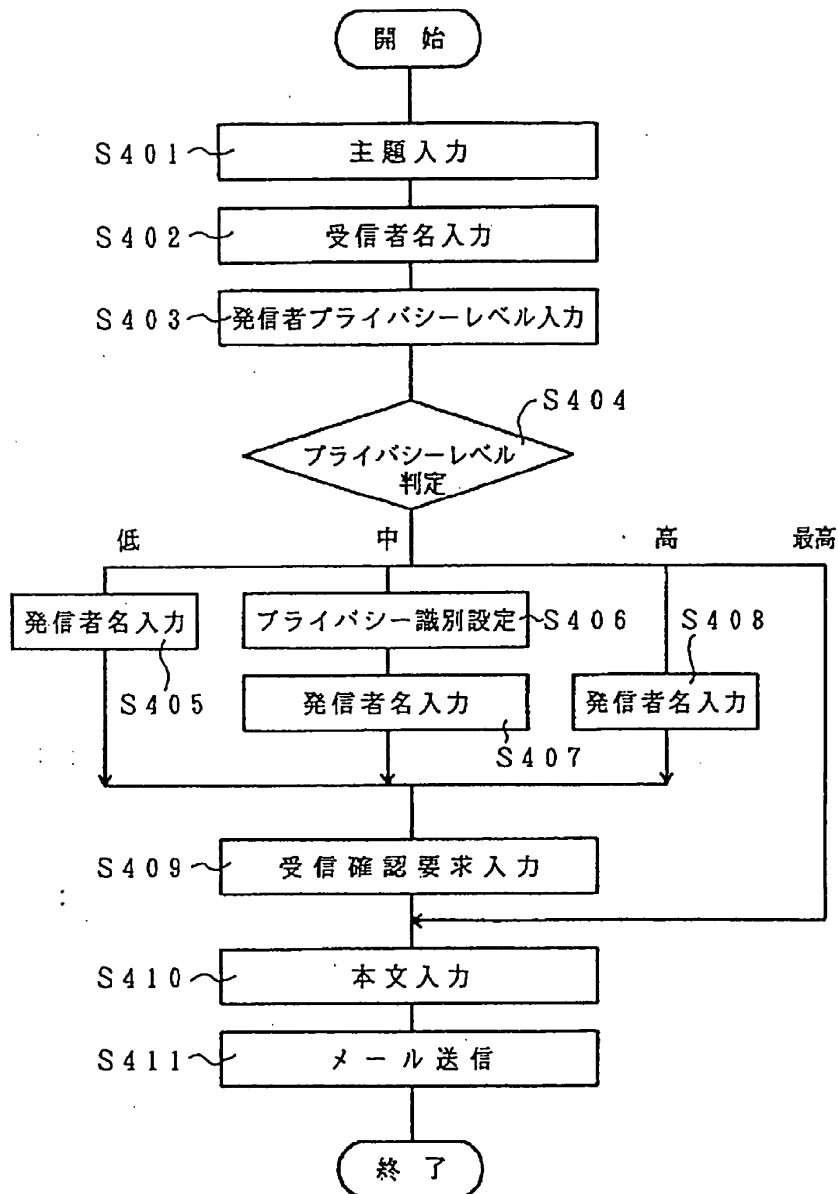 開始
S401 主題入力
S402 受信者名入力
S403 発信者プライバシーレベル入力
S404
プライバシーレベル
判定
低 中 高 最高
発信者名入力 プライバシー識別設定 S406 S408
S405 発信者名入力 発信者名入力
S407
S409 受信確認要求入力
S410 本文入力
S411 メール送信
終了